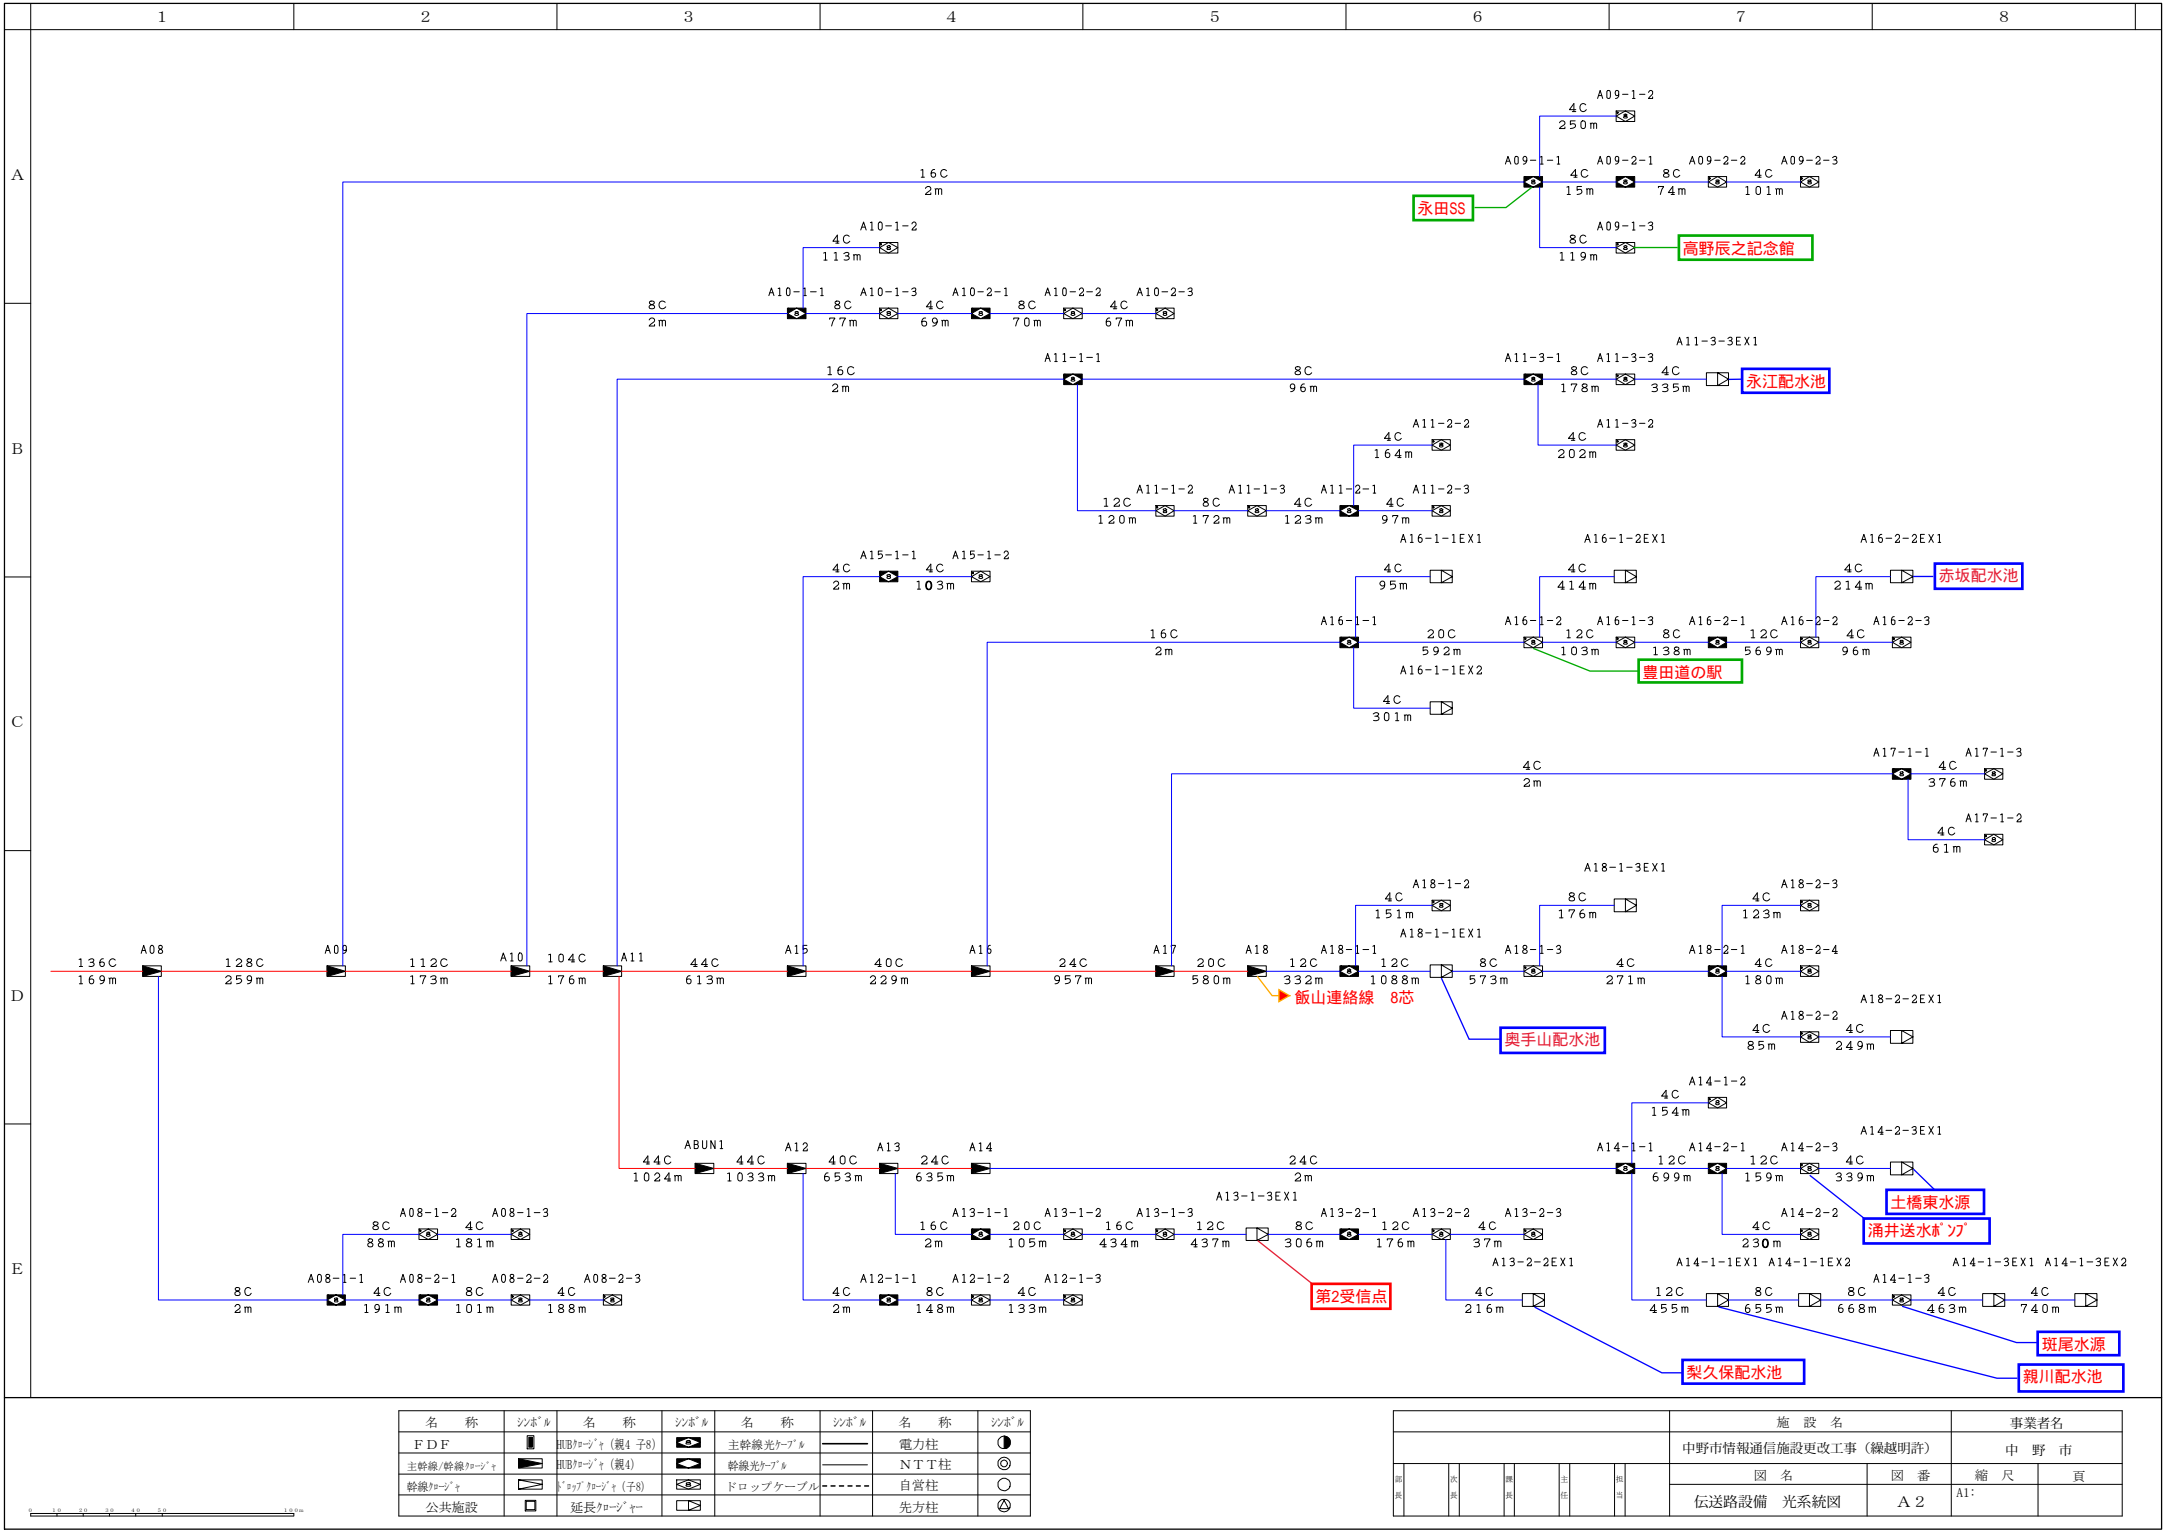 1 2 3 4 5 6 7 8
A09-1-2
4C
250m
A
A09-1-1 A09-2-1 A09-2-2 A09-2-3
16C 4C 8C 4C
2m 15m 74m 101m
永田SS
A10-1-2 A09-1-3
4C 8C
113m 119m
高野辰之記念館
A10-1-1 A10-1-3 A10-2-1 A10-2-2 A10-2-3
8C 8C 4C 8C 4C
2m 77m 69m 70m 67m
A11-3-3EX1
A11-1-1 A11-3-1 A11-3-3
16C 8C 8C 4C
2m 96m 178m 335m
永江配水池
A11-2-2 A11-3-2
B
4C 4C
164m 202m
A11-1-2 A11-1-3 A11-2-1 A11-2-3
12C 8C 4C 4C
120m 172m 123m 97m
A16-1-1EX1 A16-1-2EX1 A16-2-2EX1
A15-1-1 A15-1-2
4C 4C 4C 4C 4C
2m 103m 95m 414m 214m
赤坂配水池
A16-1-1 A16-1-2 A16-1-3 A16-2-1 A16-2-2 A16-2-3
16C 20C 12C 8C 12C 4C
2m 592m 103m 138m 569m 96m
A16-1-1EX2
豊田道の駅
4C
301m
C
A17-1-1 A17-1-3
4C 4C
2m 376m
A17-1-2
4C
61m
A18-1-3EX1
A18-1-2 A18-2-3
4C 8C 4C
151m 176m 123m
A18-1-1EX1
A08 A09 A10 A11 A15 A16 A17 A18 A18-1-1 A18-1-3 A18-2-1 A18-2-4
136C 128C 112C 104C 44C 40C 24C 20C 12C 12C 8C 4C 4C
169m 259m 173m 176m 613m 229m 957m 580m 332m 1088m 573m 271m 180m
D
飯山連絡線 8芯
A18-2-2EX1
A18-2-2
4C 4C
85m 249m
奥手山配水池
A14-1-2
4C
154m
A14-2-3EX1
ABUN1 A12 A13 A14 A14-1-1 A14-2-1 A14-2-3
44C 44C 40C 24C 24C 12C 12C 4C
1024m 1033m 653m 635m 2m 699m 159m 339m
土橋東水源
A13-1-3EX1
A08-1-2 A08-1-3 A13-1-1 A13-1-2 A13-1-3 A13-2-1 A13-2-2 A13-2-3 A14-2-2
8C 4C 16C 20C 16C 12C 8C 12C 4C 4C
88m 181m 2m 105m 434m 437m 306m 176m 37m 230m
涌井送水ポンプ
E
A13-2-2EX1 A14-1-1EX1 A14-1-1EX2 A14-1-3EX1 A14-1-3EX2
A08-1-1 A08-2-1 A08-2-2 A08-2-3 A12-1-1 A12-1-2 A12-1-3 A14-1-3
8C 4C 8C 4C 4C 8C 4C 4C 12C 8C 8C 4C 4C
2m 191m 101m 188m 2m 148m 133m 216m 455m 655m 668m 463m 740m
第2受信点
斑尾水源
梨久保配水池
親川配水池
名 称 シンボル 名 称 シンボル 名 称 シンボル 名 称 シンボル
FDF HUBクロージャ(親4 子8) 主幹線光ケーブル 電力柱
主幹線/幹線クロージャ HUBクロージャ(親4) 幹線光ケーブル NTT柱
幹線クロージャ ドロップクロージャ(子8) ドロップケーブル 自営柱
公共施設 延長クロージャー 先方柱
施 設 名 事業者名
中野市情報通信施設更改工事(繰越明許) 中 野 市
部長 次長 課長 主任 担当
図 名 図 番 縮 尺 頁
伝送路設備 光系統図 A2 A1:
0 10 20 30 40 50 100m